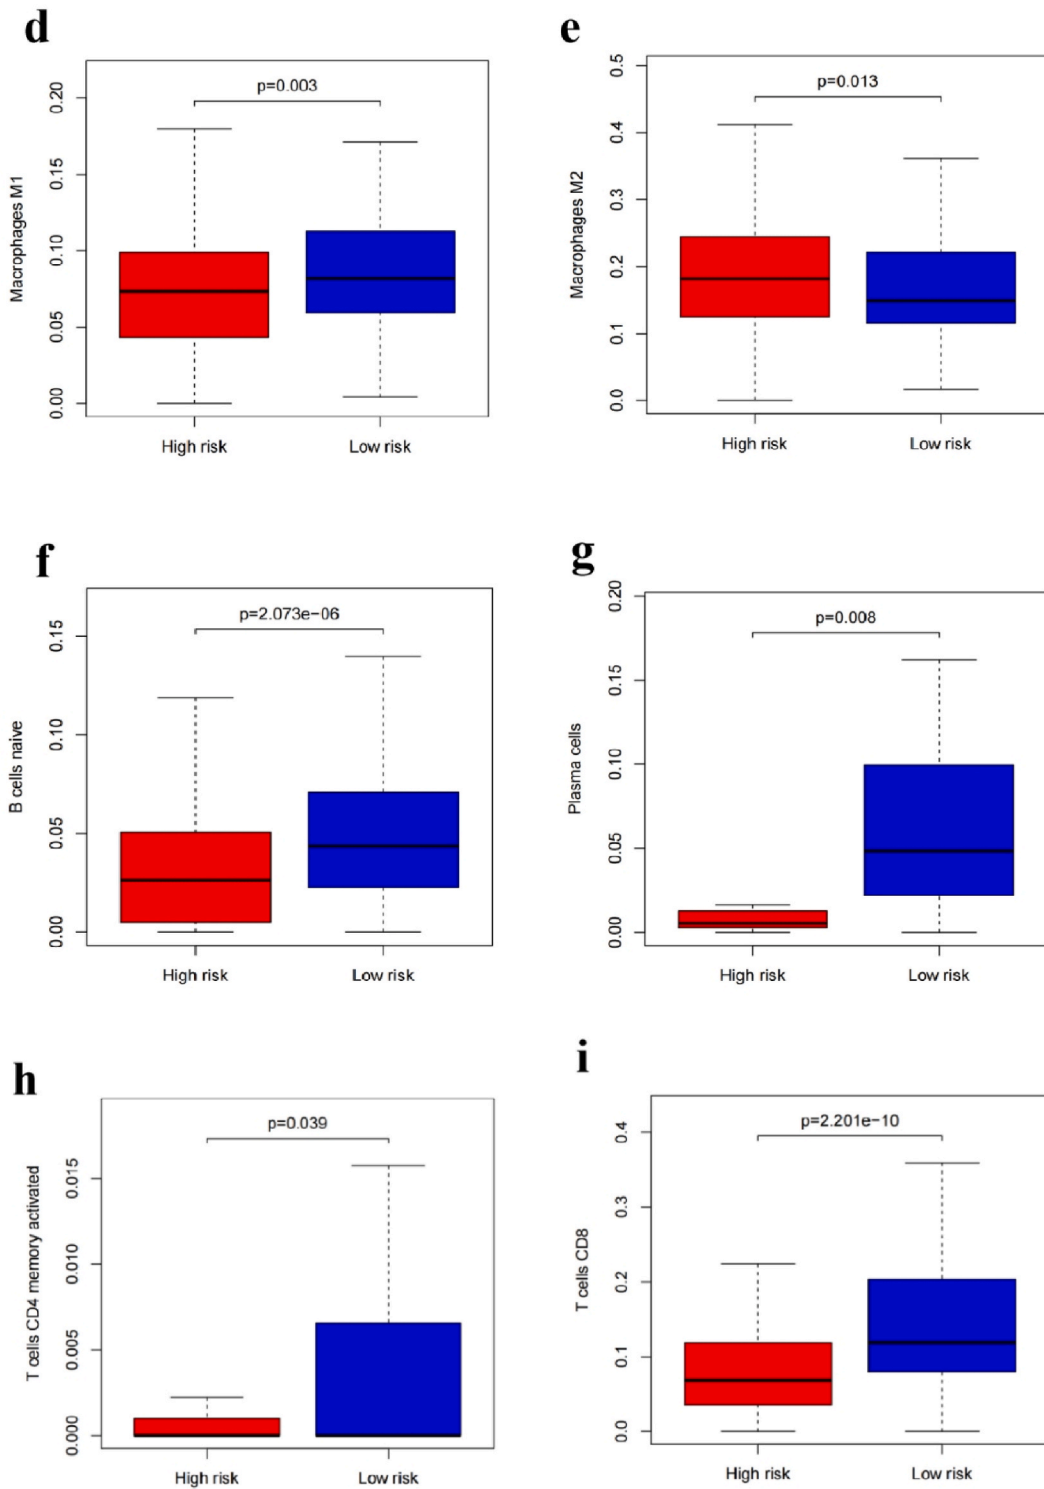 d
p=0.003
Macrophages M1
0.20
0.15
0.10
0.05
0.00
High risk
Low risk
e
p=0.013
Macrophages M2
0.5
0.4
0.3
0.2
0.1
0.0
High risk
Low risk
f
p=2.073e−06
B cells naive
0.15
0.10
0.05
0.00
High risk
Low risk
g
p=0.008
Plasma cells
0.20
0.15
0.10
0.05
0.00
High risk
Low risk
h
p=0.039
T cells CD4 memory activated
0.015
0.010
0.005
0.000
High risk
Low risk
i
p=2.201e−10
T cells CD8
0.4
0.3
0.2
0.1
0.0
High risk
Low risk